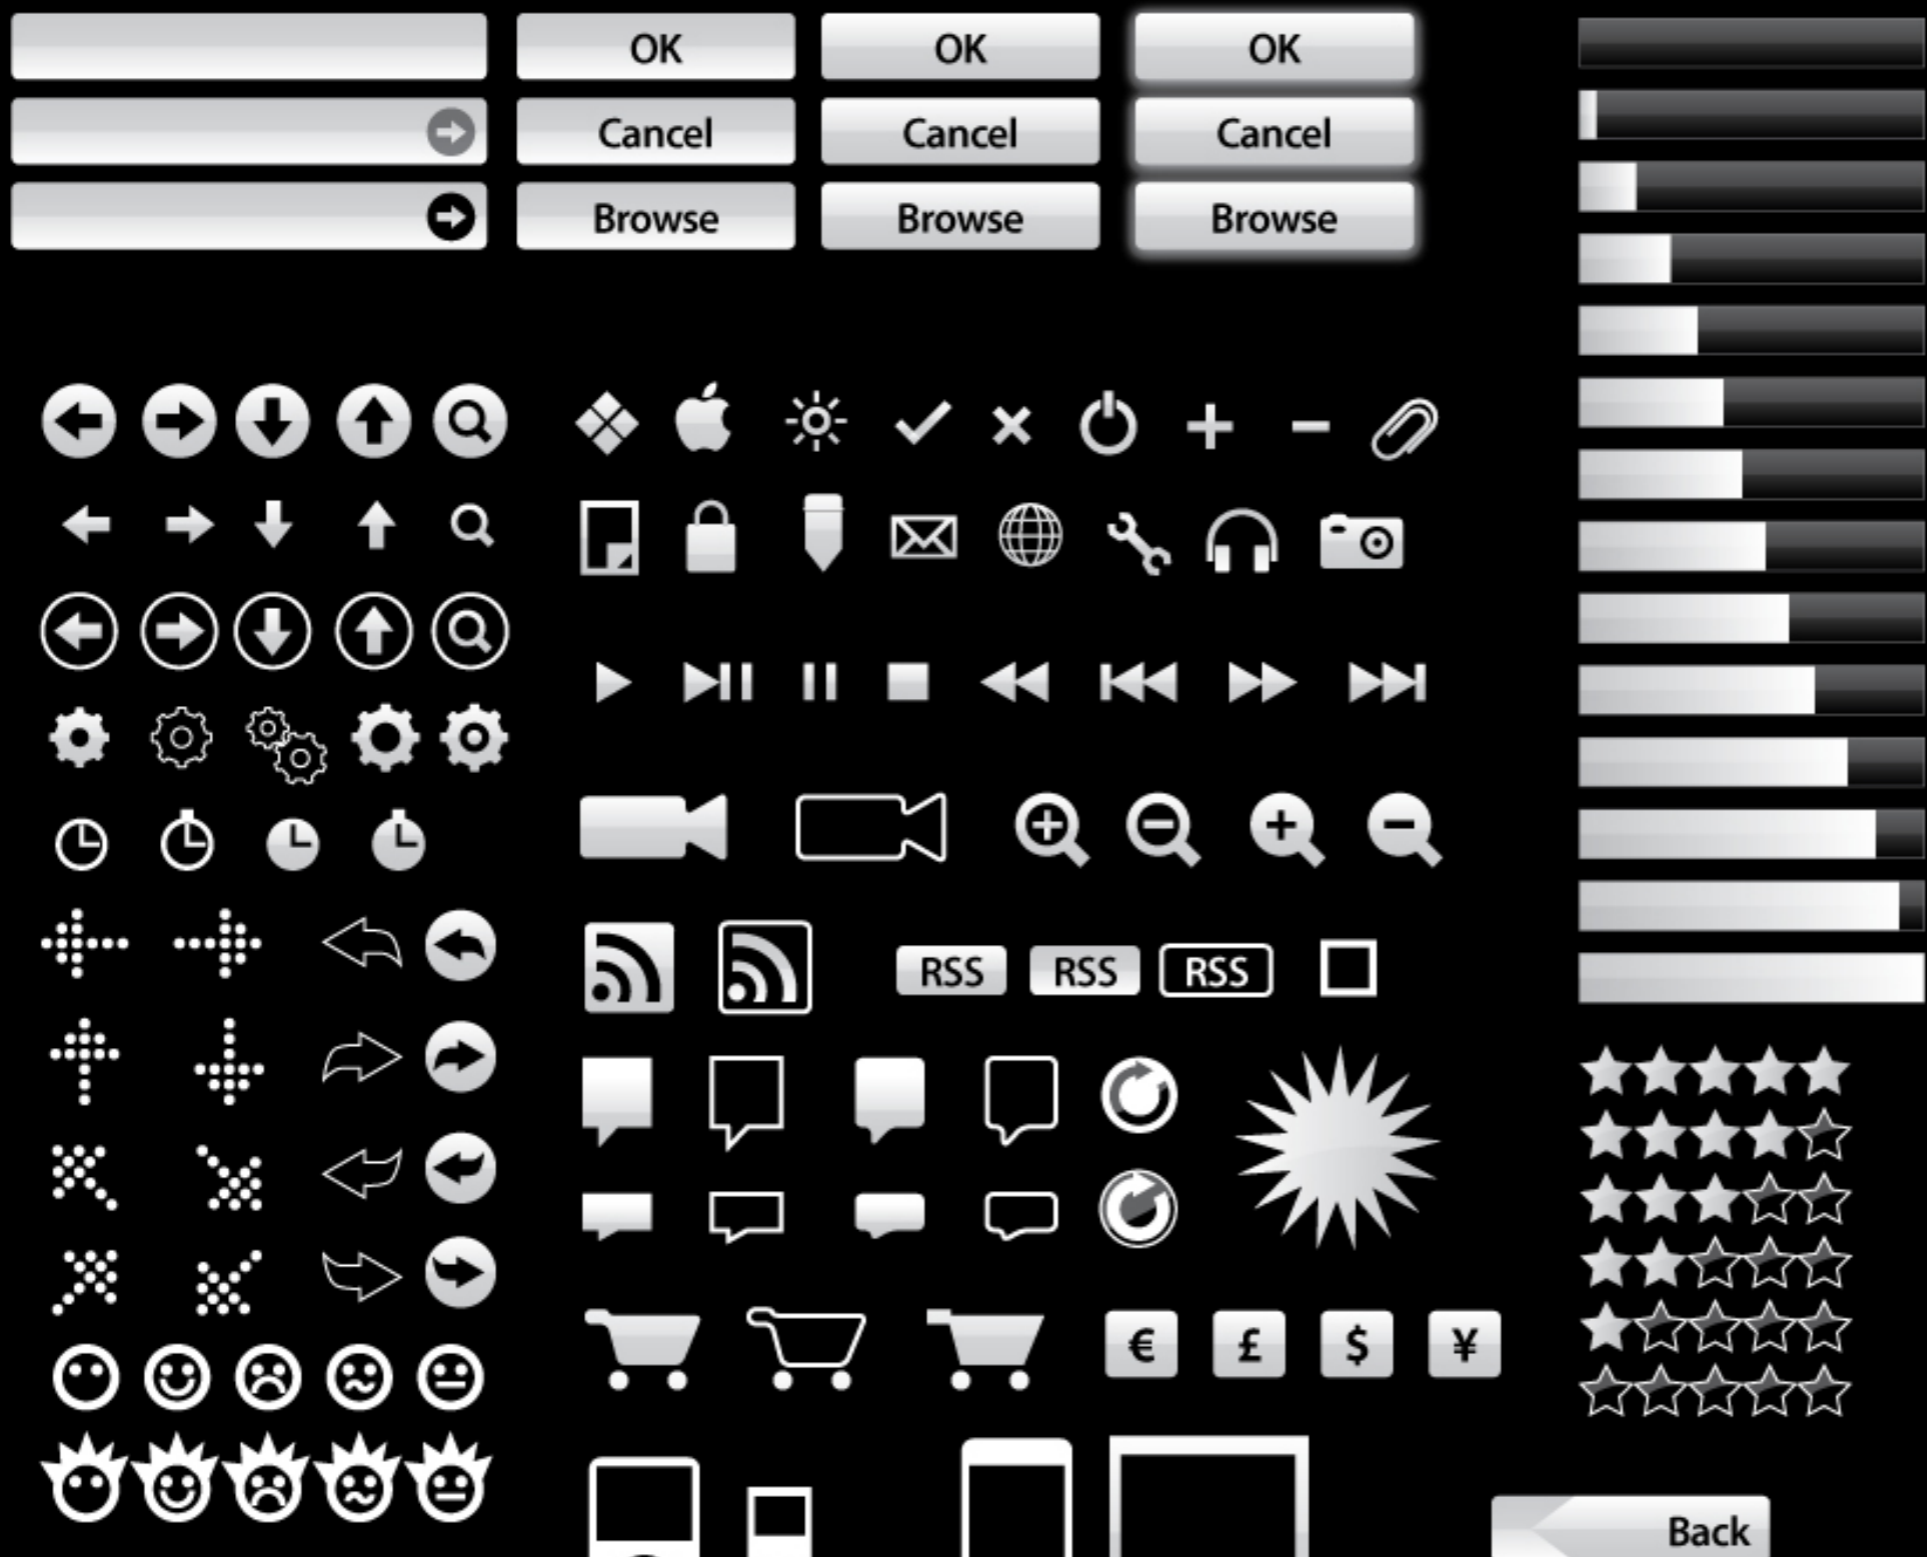 OK OK OK
Cancel Cancel Cancel
Browse Browse Browse
RSS RSS RSS
€ £ $ ¥
Back